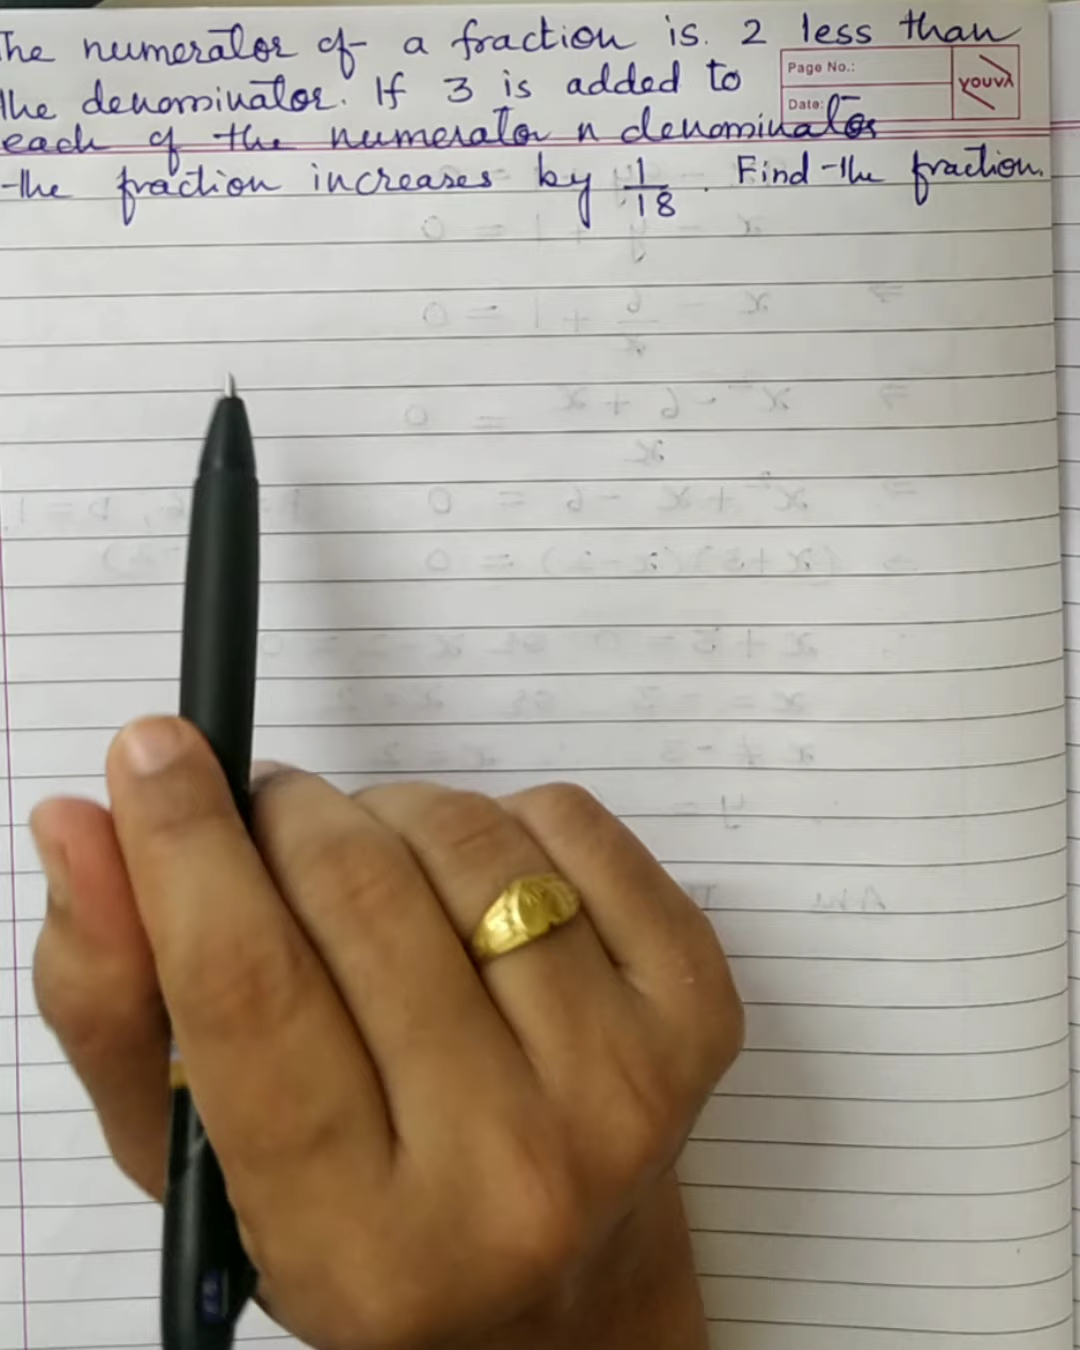 The numerator of a fraction is. 2 less than
the denominator. If 3 is added to
Page No.:
Date:
YOUVA
each of the numerator n denominator
the fraction increases by 1/18. Find the fraction.